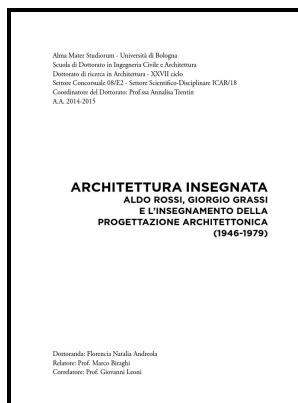 Alma Mater Studiorum - Università di Bologna
Scuola di Dottorato in Ingegneria Civile e Architettura
Dottorato di ricerca in Architettura - XXVII ciclo
Settore Concorsuale 08/E2 - Settore Scientifico-Disciplinare ICAR/18
Coordinatore del Dottorato: Prof.ssa Annalisa Trentin
A.A. 2014-2015
ARCHITETTURA INSEGNATA
ALDO ROSSI, GIORGIO GRASSI
E L'INSEGNAMENTO DELLA
PROGETTAZIONE ARCHITETTONICA
(1946-1979)
Dottoranda: Florencia Natalia Andreola
Relatore: Prof. Marco Biraghi
Correlatore: Prof. Giovanni Leoni